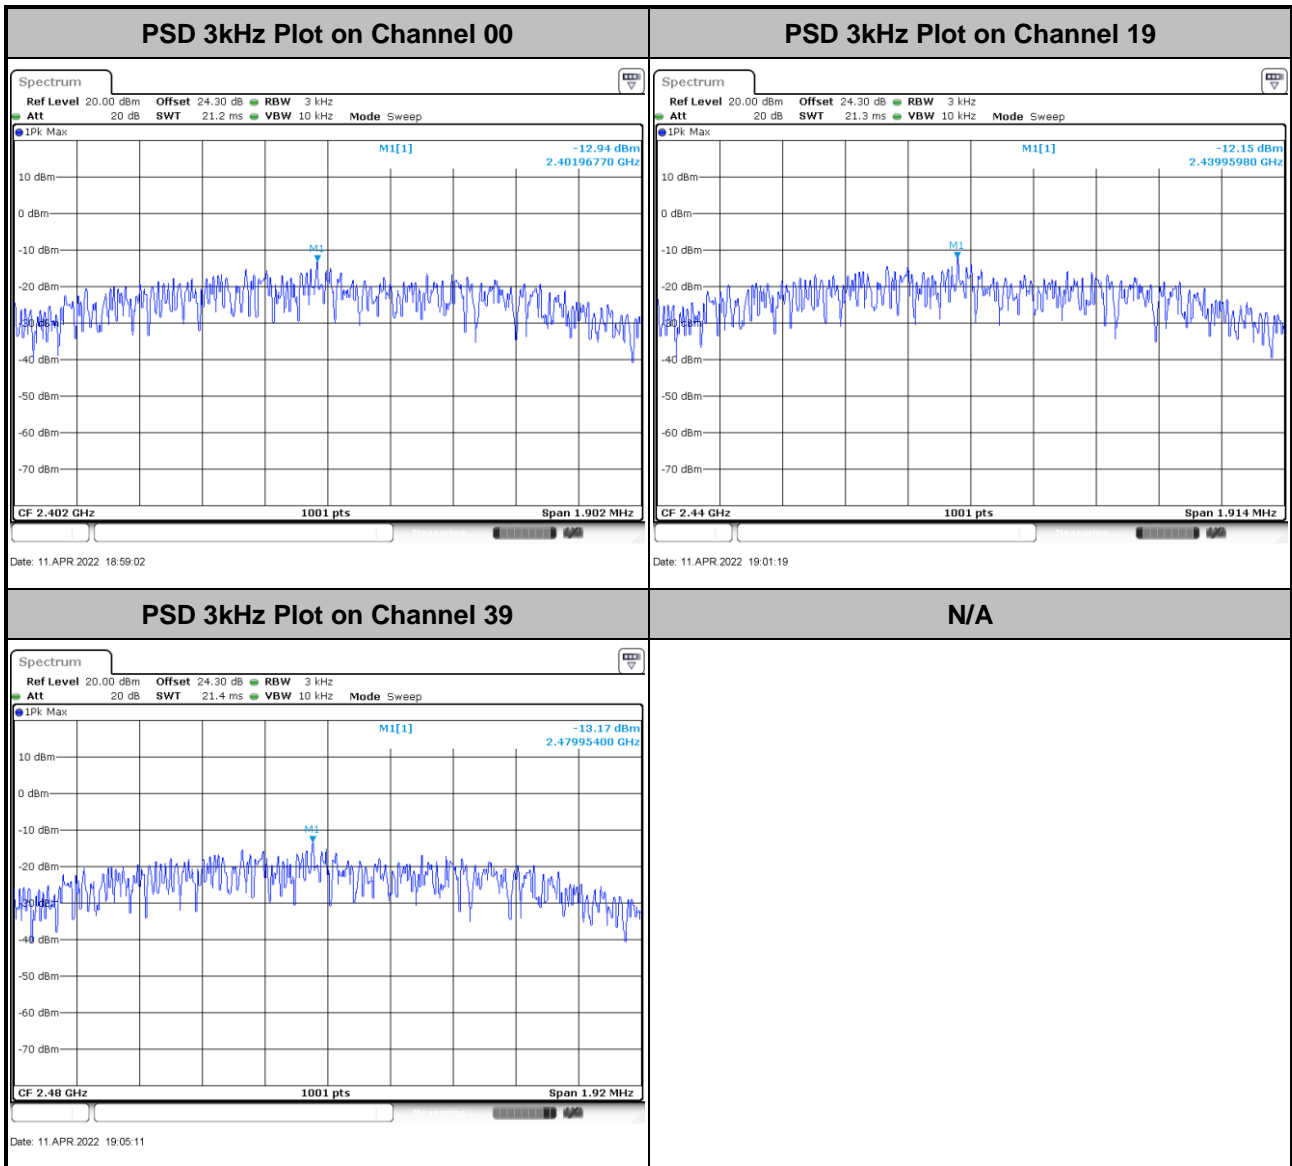 PSD 3kHz Plot on Channel 00
Spectrum
Ref Level 20.00 dBm Offset 24.30 dB RBW 3 kHz
Att 20 dB SWT 21.2 ms VBW 10 kHz Mode Sweep
1Pk Max
M1[1] -12.94 dBm
2.40196770 GHz
10 dBm
0 dBm
M1
-10 dBm
-20 dBm
-30 dBm
-40 dBm
-50 dBm
-60 dBm
-70 dBm
CF 2.402 GHz 1001 pts Span 1.902 MHz
Measuring
Date: 11.APR.2022 18:59:02
PSD 3kHz Plot on Channel 19
Spectrum
Ref Level 20.00 dBm Offset 24.30 dB RBW 3 kHz
Att 20 dB SWT 21.3 ms VBW 10 kHz Mode Sweep
1Pk Max
M1[1] -12.15 dBm
2.43995980 GHz
10 dBm
0 dBm
M1
-10 dBm
-20 dBm
-30 dBm
-40 dBm
-50 dBm
-60 dBm
-70 dBm
CF 2.44 GHz 1001 pts Span 1.914 MHz
Measuring
Date: 11.APR.2022 19:01:19
PSD 3kHz Plot on Channel 39
Spectrum
Ref Level 20.00 dBm Offset 24.30 dB RBW 3 kHz
Att 20 dB SWT 21.4 ms VBW 10 kHz Mode Sweep
1Pk Max
M1[1] -13.17 dBm
2.47995400 GHz
10 dBm
0 dBm
M1
-10 dBm
-20 dBm
-30 dBm
-40 dBm
-50 dBm
-60 dBm
-70 dBm
CF 2.48 GHz 1001 pts Span 1.92 MHz
Measuring
Date: 11.APR.2022 19:05:11
N/A